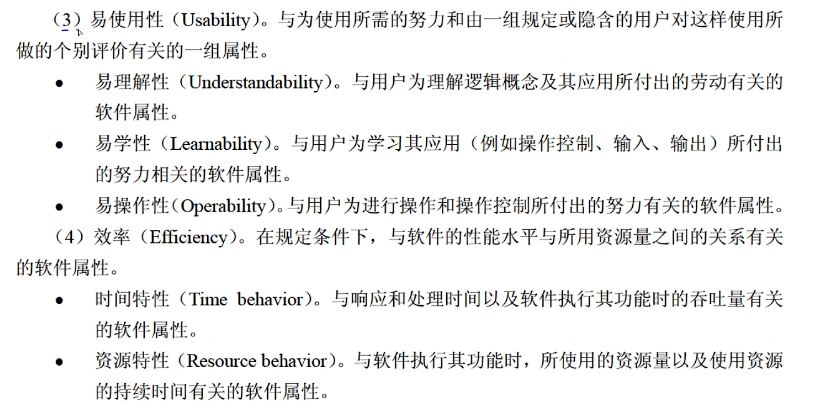 （3）易使用性（Usability）。与为使用所需的努力和由一组规定或隐含的用户对这样使用所
做的个别评价有关的一组属性。
● 易理解性（Understandability）。与用户为理解逻辑概念及其应用所付出的劳动有关的
软件属性。
● 易学性（Learnability）。与用户为学习其应用（例如操作控制、输入、输出）所付出
的努力相关的软件属性。
● 易操作性（Operability）。与用户为进行操作和操作控制所付出的努力有关的软件属性。
（4）效率（Efficiency）。在规定条件下，与软件的性能水平与所用资源量之间的关系有关
的软件属性。
● 时间特性（Time behavior）。与响应和处理时间以及软件执行其功能时的吞吐量有关
的软件属性。
● 资源特性（Resource behavior）。与软件执行其功能时，所使用的资源量以及使用资源
的持续时间有关的软件属性。